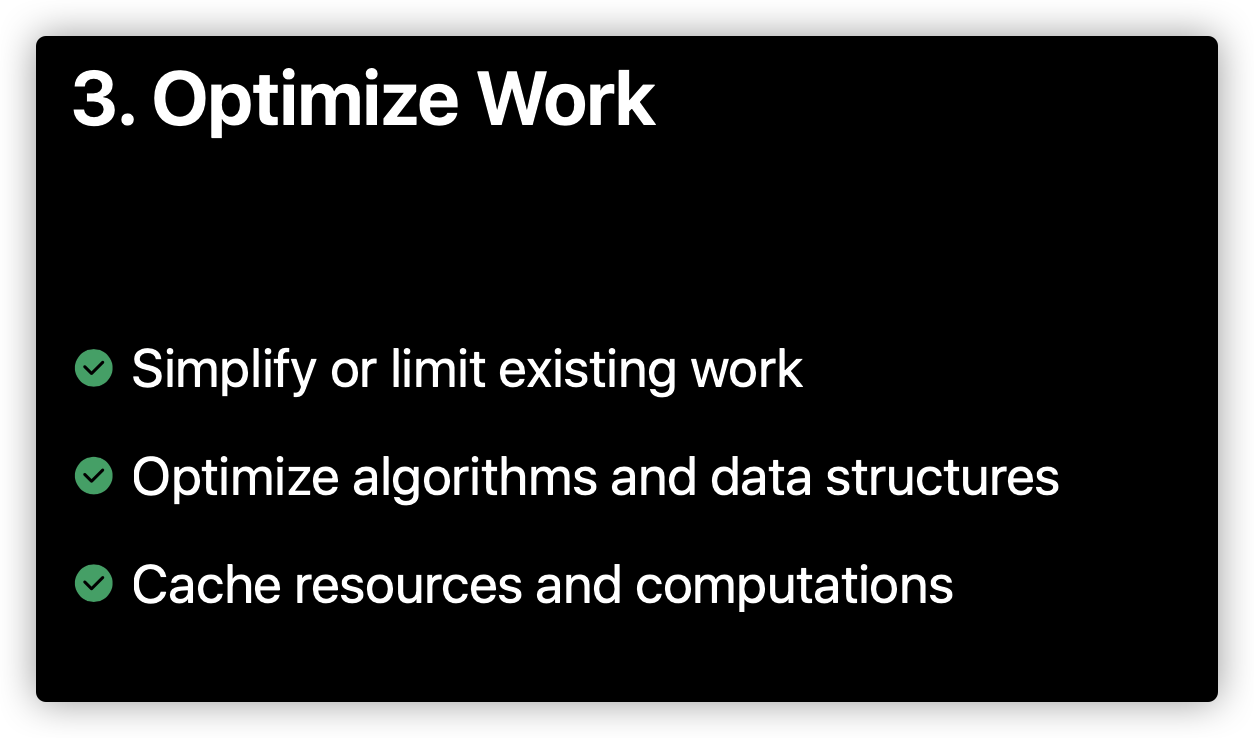 3. Optimize Work
Simplify or limit existing work
Optimize algorithms and data structures
Cache resources and computations